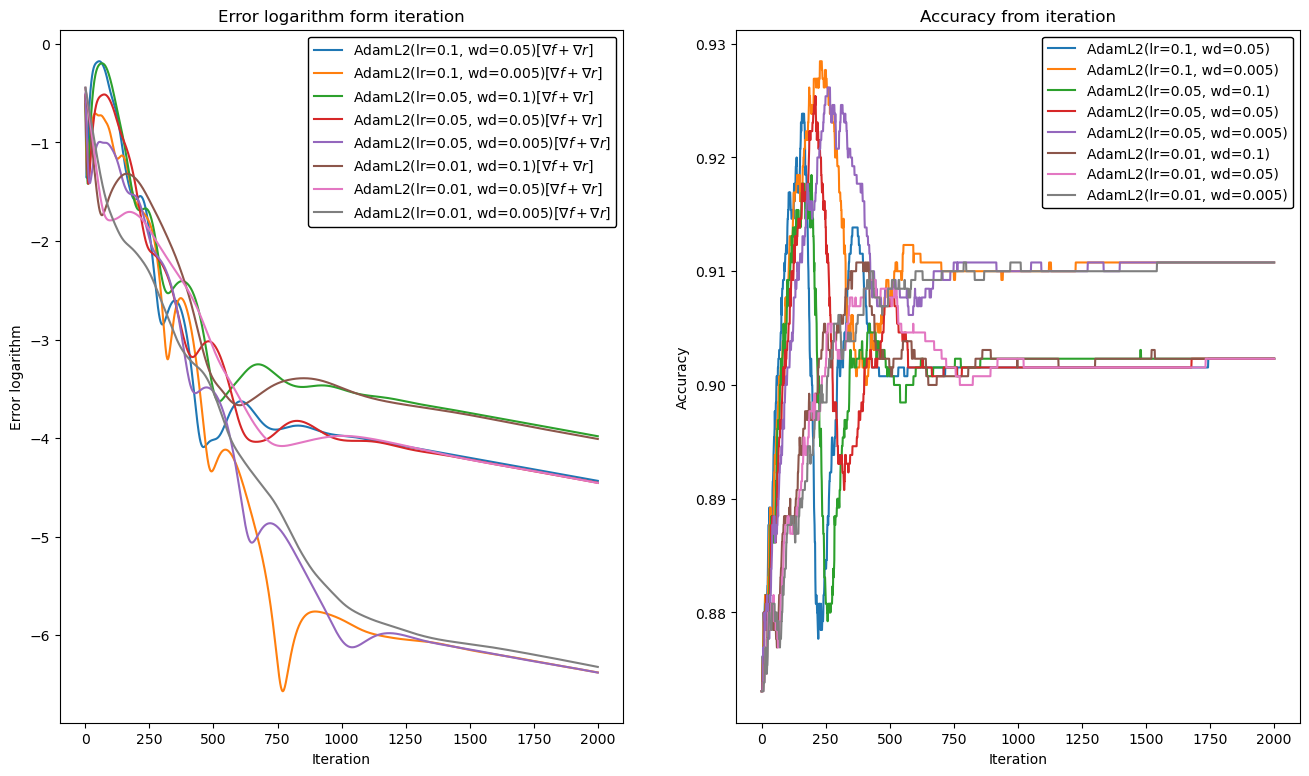 Error logarithm form iteration
Error logarithm
0
−1
−2
−3
−4
−5
−6
AdamL2(lr=0.1, wd=0.05)[∇f + ∇r]
AdamL2(lr=0.1, wd=0.005)[∇f + ∇r]
AdamL2(lr=0.05, wd=0.1)[∇f + ∇r]
AdamL2(lr=0.05, wd=0.05)[∇f + ∇r]
AdamL2(lr=0.05, wd=0.005)[∇f + ∇r]
AdamL2(lr=0.01, wd=0.1)[∇f + ∇r]
AdamL2(lr=0.01, wd=0.05)[∇f + ∇r]
AdamL2(lr=0.01, wd=0.005)[∇f + ∇r]
0 250 500 750 1000 1250 1500 1750 2000
Iteration
Accuracy from iteration
Accuracy
0.93
0.92
0.91
0.90
0.89
0.88
AdamL2(lr=0.1, wd=0.05)
AdamL2(lr=0.1, wd=0.005)
AdamL2(lr=0.05, wd=0.1)
AdamL2(lr=0.05, wd=0.05)
AdamL2(lr=0.05, wd=0.005)
AdamL2(lr=0.01, wd=0.1)
AdamL2(lr=0.01, wd=0.05)
AdamL2(lr=0.01, wd=0.005)
0 250 500 750 1000 1250 1500 1750 2000
Iteration